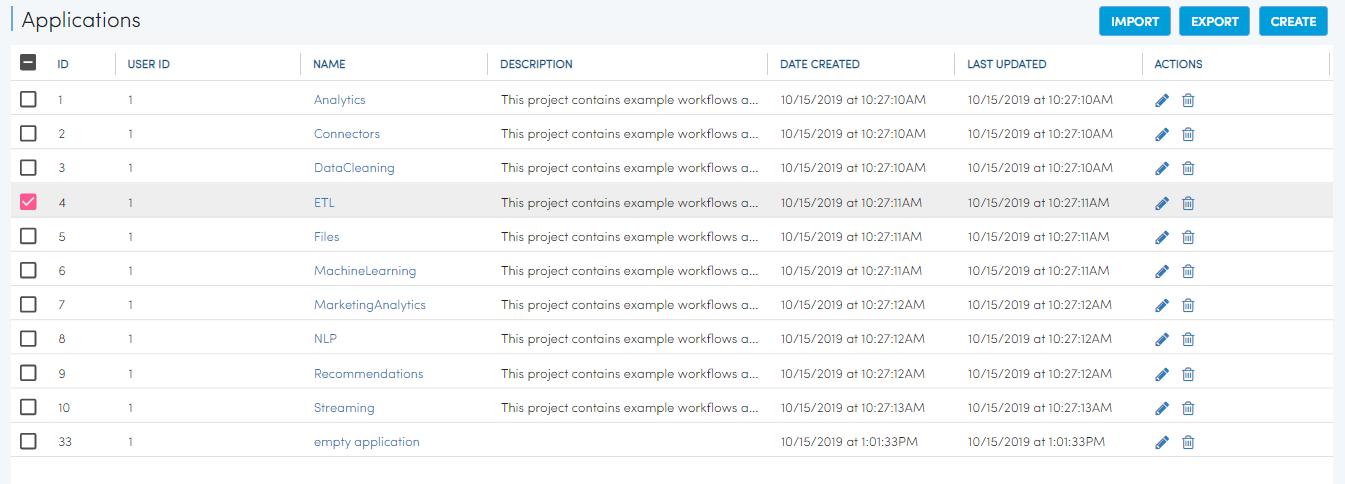 Applications
IMPORT EXPORT CREATE
ID USER ID NAME DESCRIPTION DATE CREATED LAST UPDATED ACTIONS
1 1 Analytics This project contains example workflows a... 10/15/2019 at 10:27:10AM 10/15/2019 at 10:27:10AM
2 1 Connectors This project contains example workflows a... 10/15/2019 at 10:27:10AM 10/15/2019 at 10:27:10AM
3 1 DataCleaning This project contains example workflows a... 10/15/2019 at 10:27:10AM 10/15/2019 at 10:27:10AM
4 1 ETL This project contains example workflows a... 10/15/2019 at 10:27:11AM 10/15/2019 at 10:27:11AM
5 1 Files This project contains example workflows a... 10/15/2019 at 10:27:11AM 10/15/2019 at 10:27:11AM
6 1 MachineLearning This project contains example workflows a... 10/15/2019 at 10:27:11AM 10/15/2019 at 10:27:11AM
7 1 MarketingAnalytics This project contains example workflows a... 10/15/2019 at 10:27:12AM 10/15/2019 at 10:27:12AM
8 1 NLP This project contains example workflows a... 10/15/2019 at 10:27:12AM 10/15/2019 at 10:27:12AM
9 1 Recommendations This project contains example workflows a... 10/15/2019 at 10:27:12AM 10/15/2019 at 10:27:12AM
10 1 Streaming This project contains example workflows a... 10/15/2019 at 10:27:13AM 10/15/2019 at 10:27:13AM
33 1 empty application 10/15/2019 at 1:01:33PM 10/15/2019 at 1:01:33PM